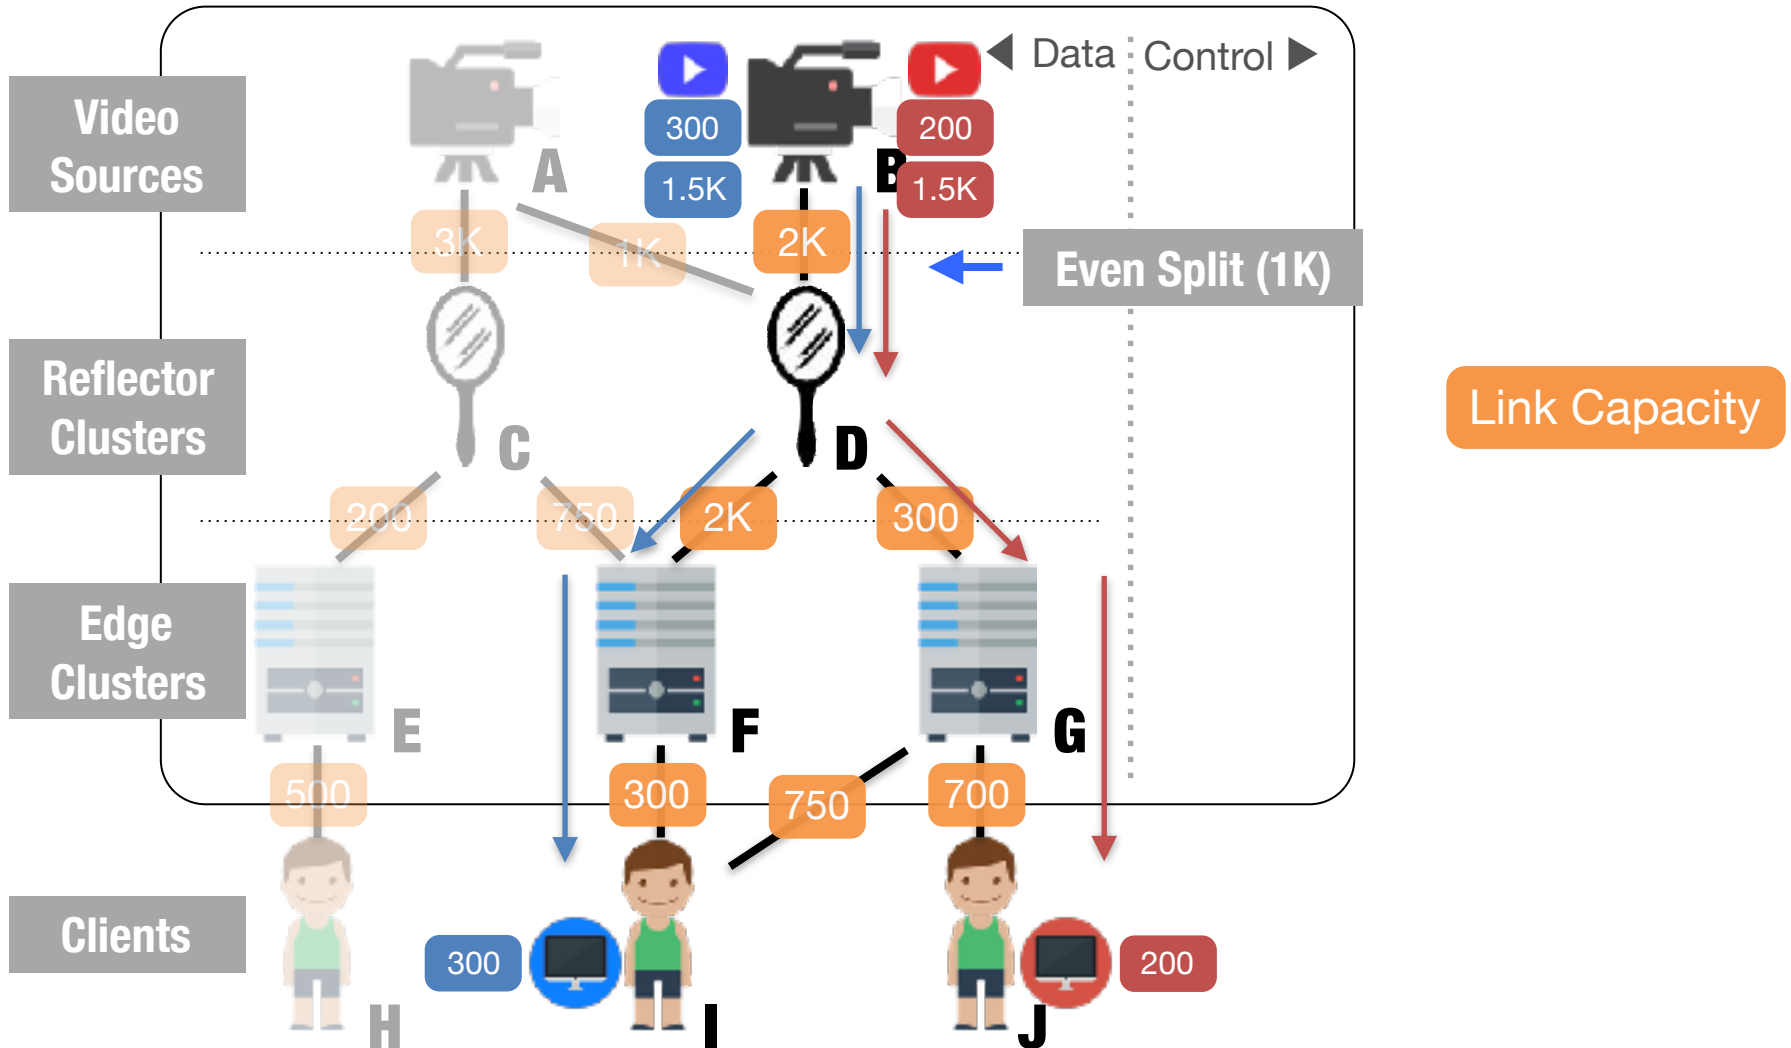 Data
Control
Video
Sources
300
200
A
B
1.5K
1.5K
3K
1K
2K
Even Split (1K)
Reflector
Clusters
C
D
Link Capacity
200
750
2K
300
Edge
Clusters
E
F
G
500
300
750
700
Clients
300
200
H
I
J